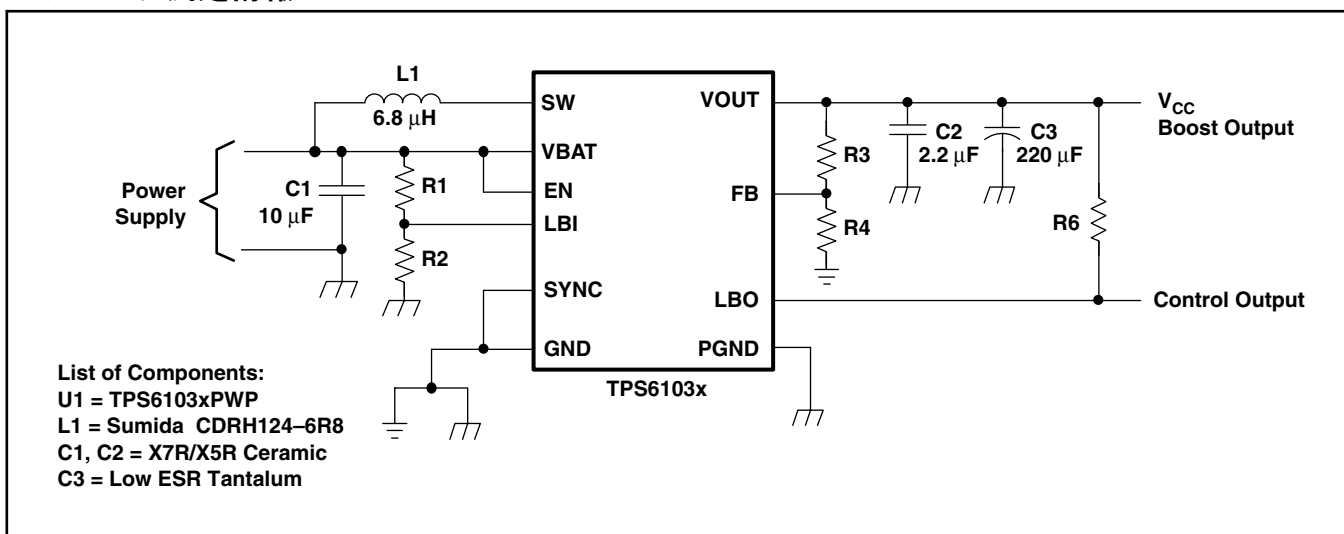 L1
6.8 μH
SW
VOUT
VBAT
EN
LBI
SYNC
GND
FB
LBO
PGND
TPS6103x
Power
Supply
C1
10 μF
R1
R2
R3
R4
C2
2.2 μF
C3
220 μF
R6
VCC
Boost Output
Control Output
List of Components:
U1 = TPS6103xPWP
L1 = Sumida CDRH124–6R8
C1, C2 = X7R/X5R Ceramic
C3 = Low ESR Tantalum